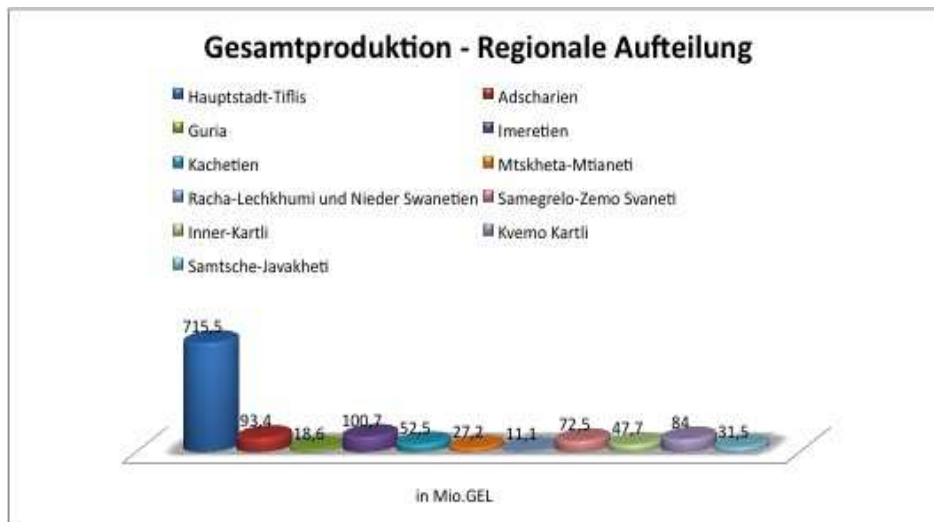 Gesamtproduktion - Regionale Aufteilung
Hauptstadt-Tiflis Adscharien
Guria Imeretien
Kachetien Mtskheta-Mtianeti
Racha-Lechkhumi und Nieder Swanetien Samegrelo-Zemo Svaneti
Inner-Kartli Kvemo Kartli
Samtsche-Javakheti
715,5
93,4 18,6 100,7 52,5 27,2 11,1 72,5 47,7 84 31,5
in Mio.GEL